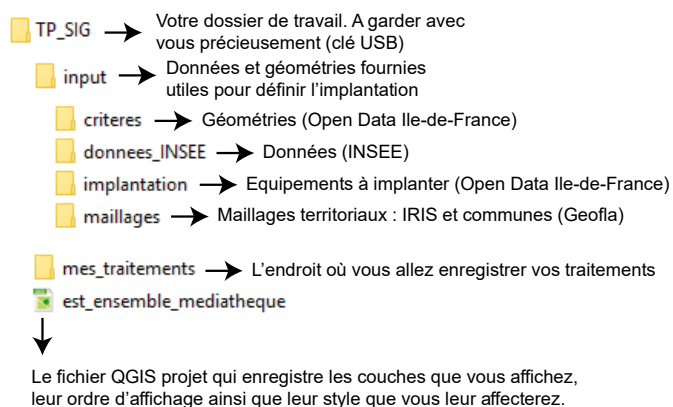 TP_SIG Votre dossier de travail. A garder avec
vous précieusement (clé USB)
input Données et géométries fournies
utiles pour définir l'implantation
criteres Géométries (Open Data Ile-de-France)
donnees_INSEE Données (INSEE)
implantation Equipements à implanter (Open Data Ile-de-France)
maillages Maillages territoriaux : IRIS et communes (Geofla)
mes_traitements L'endroit où vous allez enregistrer vos traitements
est_ensemble_mediatheque
Le fichier QGIS projet qui enregistre les couches que vous affichez,
leur ordre d'affichage ainsi que leur style que vous leur affecterez.